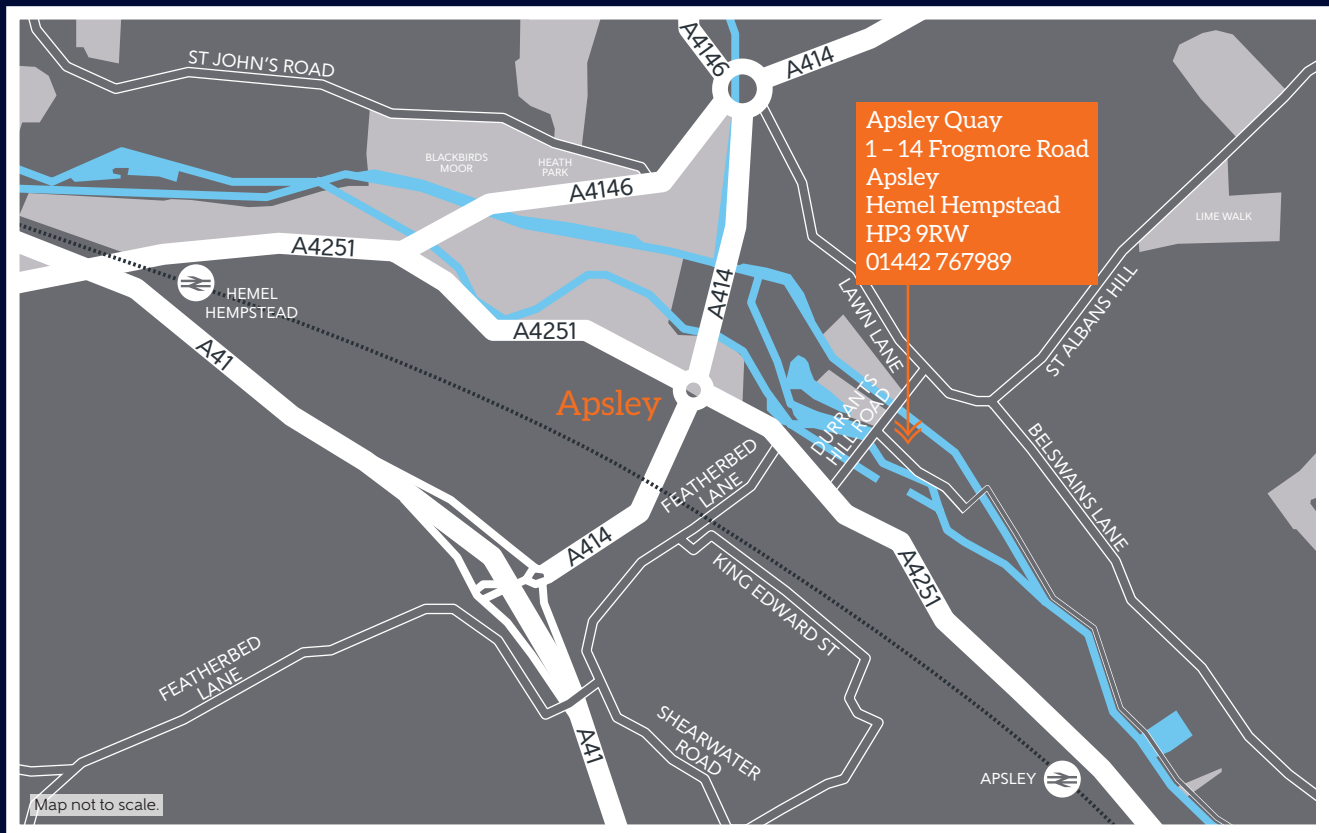 ST JOHN'S ROAD
A4146
A414
Apsley Quay
1 – 14 Frogmore Road
Apsley
Hemel Hempstead
HP3 9RW
01442 767989
BLACKBIRDS
MOOR
HEATH
PARK
A4146
LIME WALK
A4251
HEMEL
HEMPSTEAD
A414
LAWN LANE
ST ALBANS HILL
A4251
A41
Apsley
DURRANTS
HILL ROAD
FEATHERBED
LANE
BELSWAINS LANE
A414
KING EDWARD ST
A4251
FEATHERBED
LANE
SHEARWATER
ROAD
A41
APSLEY
Map not to scale.